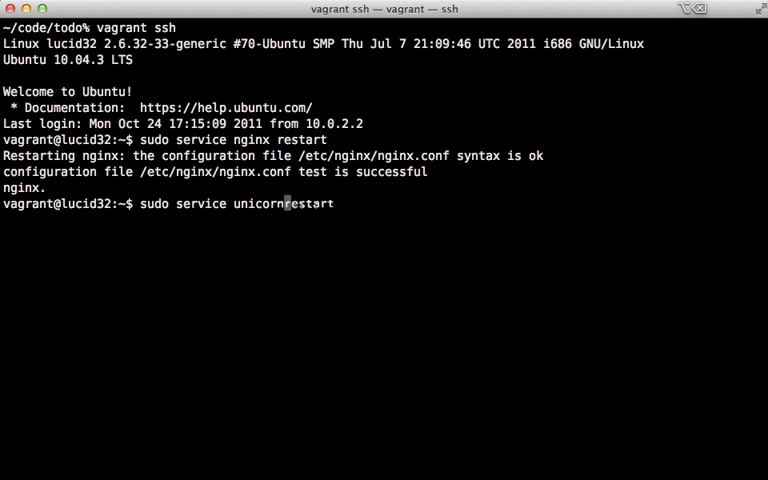 vagrant ssh — vagrant — ssh
~/code/todo% vagrant ssh
Linux lucid32 2.6.32-33-generic #70-Ubuntu SMP Thu Jul 7 21:09:46 UTC 2011 i686 GNU/Linux
Ubuntu 10.04.3 LTS
Welcome to Ubuntu!
* Documentation:  https://help.ubuntu.com/
Last login: Mon Oct 24 17:15:09 2011 from 10.0.2.2
vagrant@lucid32:~$ sudo service nginx restart
Restarting nginx: the configuration file /etc/nginx/nginx.conf syntax is ok
configuration file /etc/nginx/nginx.conf test is successful
nginx.
vagrant@lucid32:~$ sudo service unicornrestart